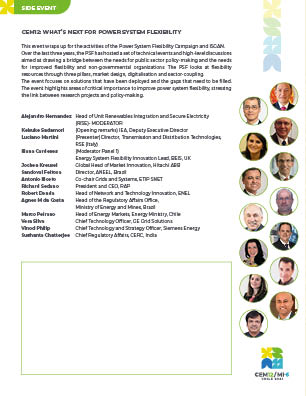 SIDE EVENT
CEM12: WHAT'S NEXT FOR POWER SYSTEM FLEXIBILITY
This event wraps up for the activities of the Power System Flexibility Campaign and ISGAN.
Over the last three years, the PSF has hosted a set of technical events and high-level discussions
aimed at drawing a bridge between the needs for public sector policy-making and the needs
for improved flexibility and non-governmental organizations. The PSF looks at flexibility
resources through three pillars, market design, digitalisation and sector-coupling.
The event focuses on solutions that have been deployed and the gaps that need to be filled.
The event highlights areas of critical importance to improve power system flexibility, stressing
the link between research projects and policy-making.
Alejandro Hernandez Head of Unit Renewables Integration and Secure Electricity
(RISE)- MODERATOR
Keisuke Sadamori (Opening remarks) IEA, Deputy Executive Director
Luciano Martini (Presenter) Director, Transmission and Distribution Technologies,
RSE (Italy)
(Moderator Panel 1)
Energy System Flexibility Innovation Lead, BEIS, UK
Jochen Kreusel Global Head of Market Innovation, Hitachi ABB
Sandoval Feitosa Director, ANEEL, Brazil
Antonio Iliceto Co-chair Grids and Systems, ETIP SNET
Richard Sedano President and CEO, RAP
Robert Denda Head of Network and Technology Innovation, ENEL
Agnes M da Costa Head of the Regulatory Affairs Office,
Ministry of Energy and Mines, Brazil
Marco Peirano Head of Energy Markets, Energy Ministry, Chile
Vera Silva Chief Technology Officer, GE Grid Solutions
Vinod Philip Chief Technology and Strategy Officer, Siemens Energy
Sushanta Chatterjee Chief Regulatory Affairs, CERC, India
CEM12/MI-6
CHILE 2021